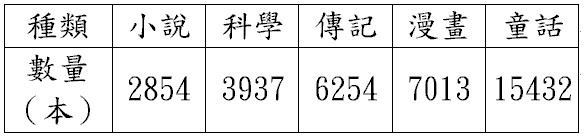 種類 小說 科學 傳記 漫畫 童話
數量（本） 2854 3937 6254 7013 15432